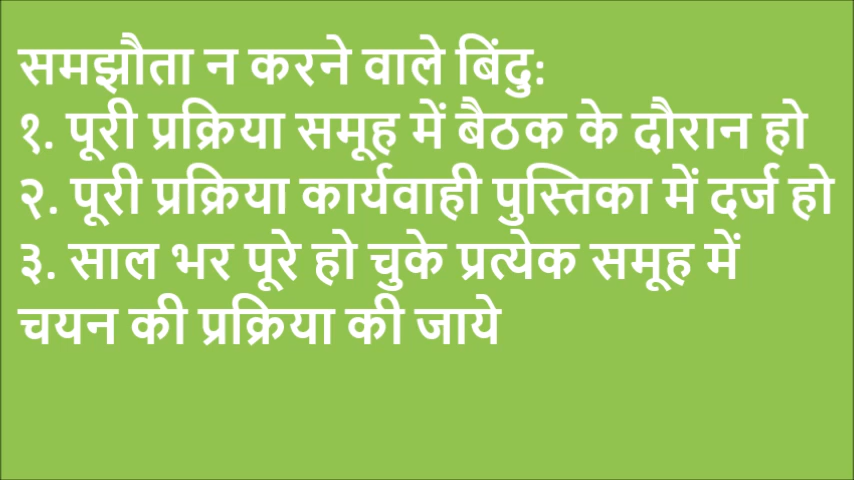 समझौता न करने वाले बिंदु:
१. पूरी प्रक्रिया समूह में बैठक के दौरान हो
२. पूरी प्रक्रिया कार्यवाही पुस्तिका में दर्ज हो
३. साल भर पूरे हो चुके प्रत्येक समूह में
चयन की प्रक्रिया की जाये